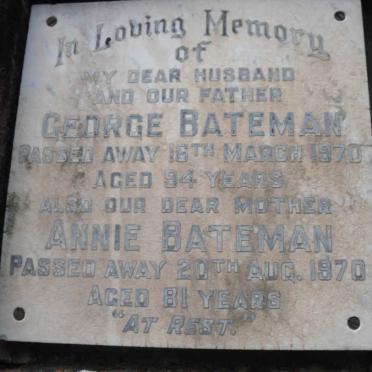 In Loving Memory
of
MY DEAR HUSBAND
AND OUR FATHER
GEORGE BATEMAN
PASSED AWAY 16TH MARCH 1970
AGED 94 YEARS
ALSO OUR DEAR MOTHER
ANNIE BATEMAN
PASSED AWAY 20TH AUG. 1970
AGED 81 YEARS
"AT REST."